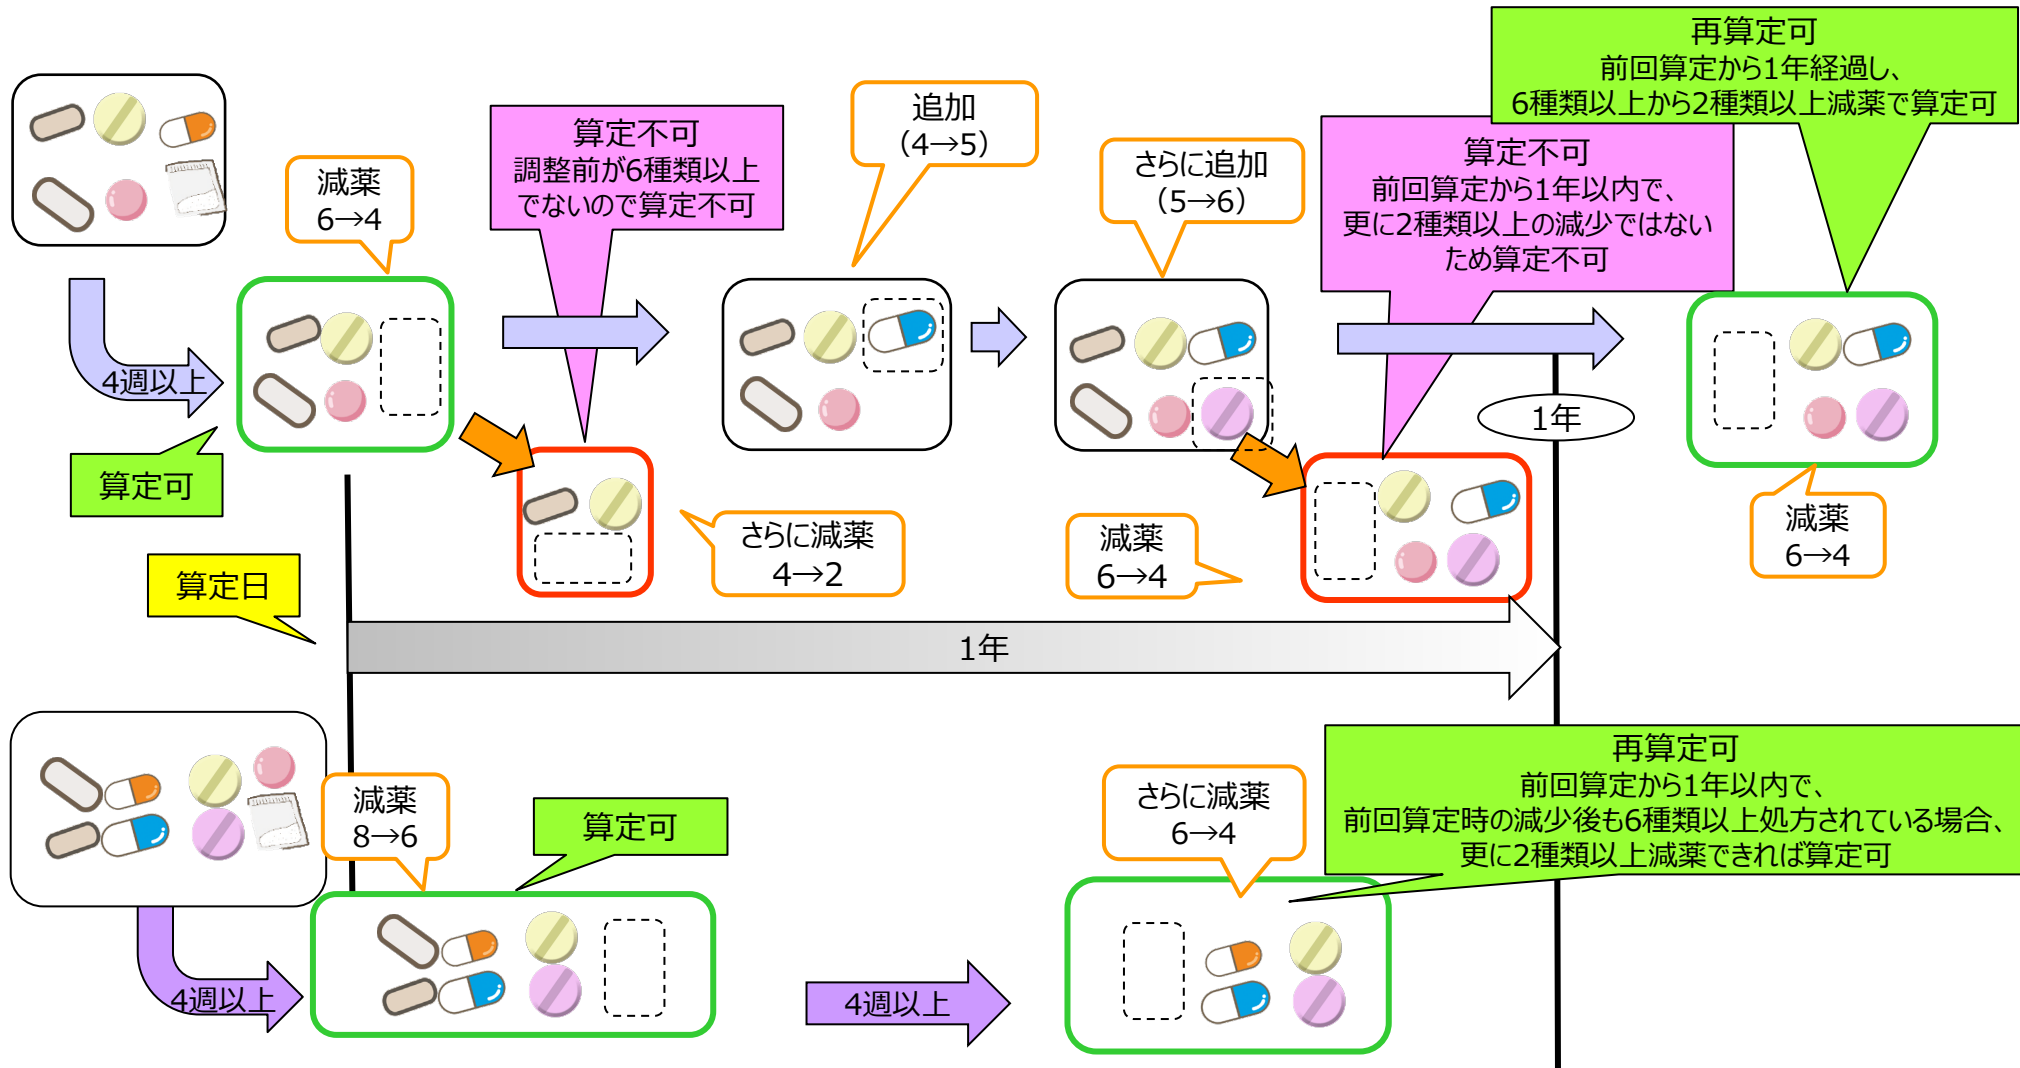 再算定可
前回算定から1年経過し、
6種類以上から2種類以上減薬で算定可
追加
（4→5）
算定不可
調整前が6種類以上
でないので算定不可
算定不可
前回算定から1年以内で、
更に2種類以上の減少ではない
ため算定不可
さらに追加
（5→6）
減薬
6→4
4週以上
1年
算定可
さらに減薬
4→2
減薬
6→4
減薬
6→4
算定日
1年
再算定可
前回算定から1年以内で、
前回算定時の減少後も6種類以上処方されている場合、
更に2種類以上減薬できれば算定可
減薬
8→6
算定可
さらに減薬
6→4
4週以上
4週以上